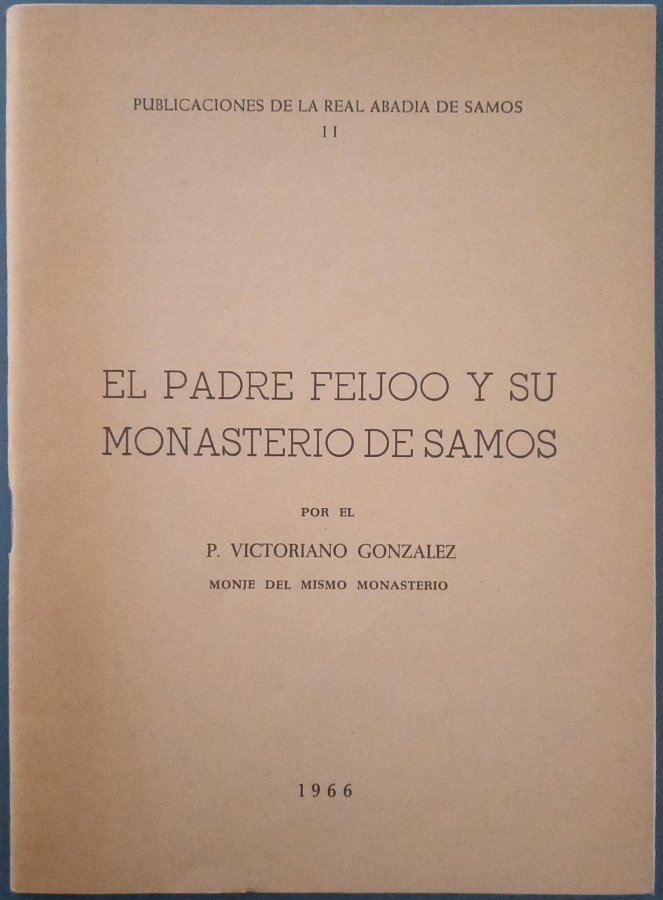 PUBLICACIONES DE LA REAL ABADIA DE SAMOS
II
EL PADRE FEIJOO Y SU
MONASTERIO DE SAMOS
POR EL
P. VICTORIANO GONZALEZ
MONJE DEL MISMO MONASTERIO
1966